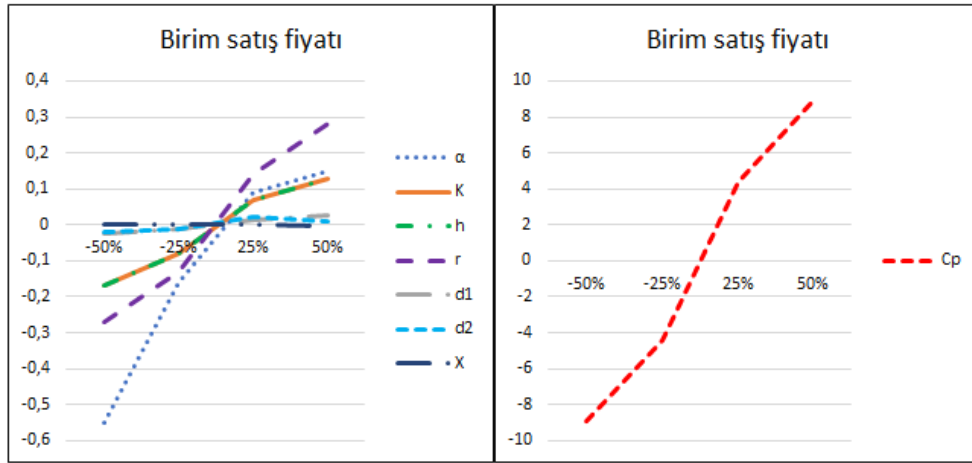 Birim satış fiyatı
0,4
0,3
0,2
0,1
0
-0,1
-0,2
-0,3
-0,4
-0,5
-0,6
-50% -25% 25% 50%
α
K
h
r
d1
d2
X
Birim satış fiyatı
10
8
6
4
2
0
-2
-4
-6
-8
-10
-50% -25% 25% 50%
Cp